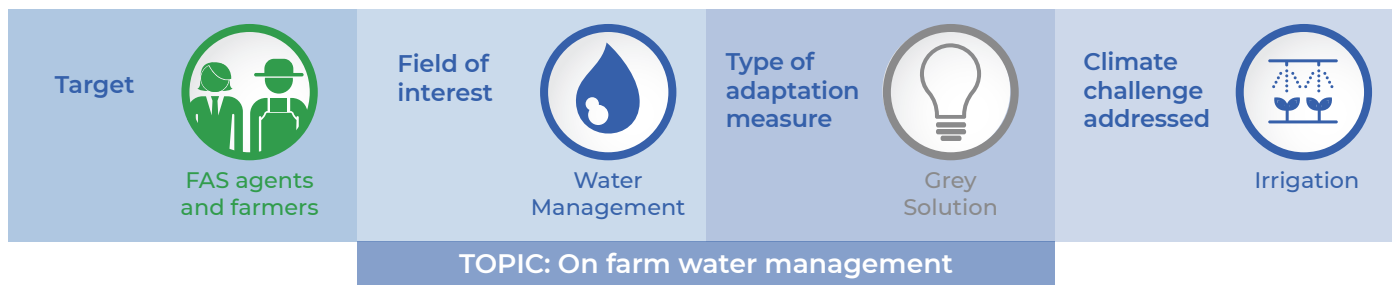 Target
FAS agents
and farmers
Field of
interest
Water
Management
Type of
adaptation
measure
Grey
Solution
Climate
challenge
addressed
Irrigation
TOPIC: On farm water management